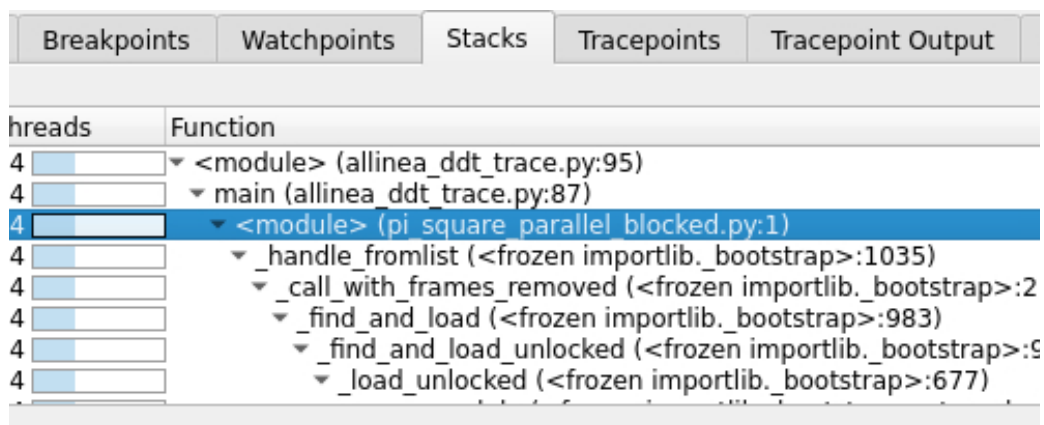 Breakpoints Watchpoints Stacks Tracepoints Tracepoint Output
hreads Function
4 <module> (allinea_ddt_trace.py:95)
4 main (allinea_ddt_trace.py:87)
4 <module> (pi_square_parallel_blocked.py:1)
4 _handle_fromlist (<frozen importlib._bootstrap>:1035)
4 _call_with_frames_removed (<frozen importlib._bootstrap>:2
4 _find_and_load (<frozen importlib._bootstrap>:983)
4 _find_and_load_unlocked (<frozen importlib._bootstrap>:9
4 _load_unlocked (<frozen importlib._bootstrap>:677)